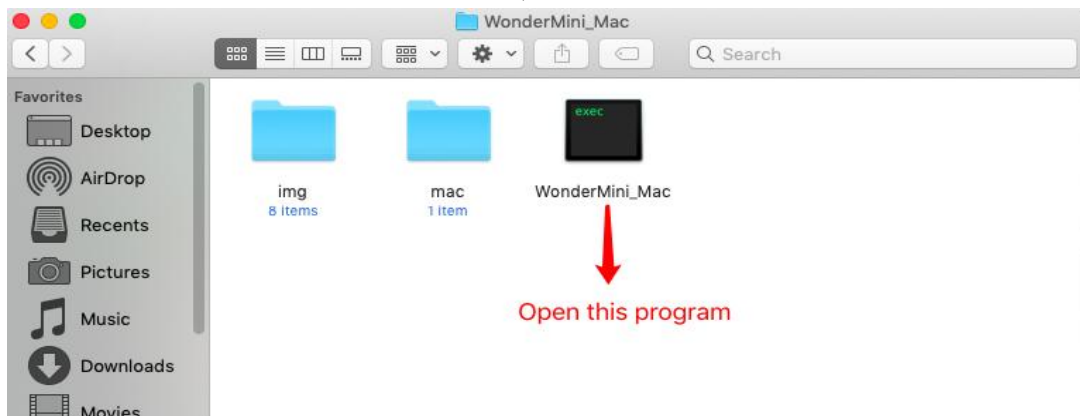 WonderMini_Mac
Search
Favorites
Desktop
AirDrop
Recents
Pictures
Music
Downloads
Movies
exec
img
8 items
mac
1 item
WonderMini_Mac
Open this program